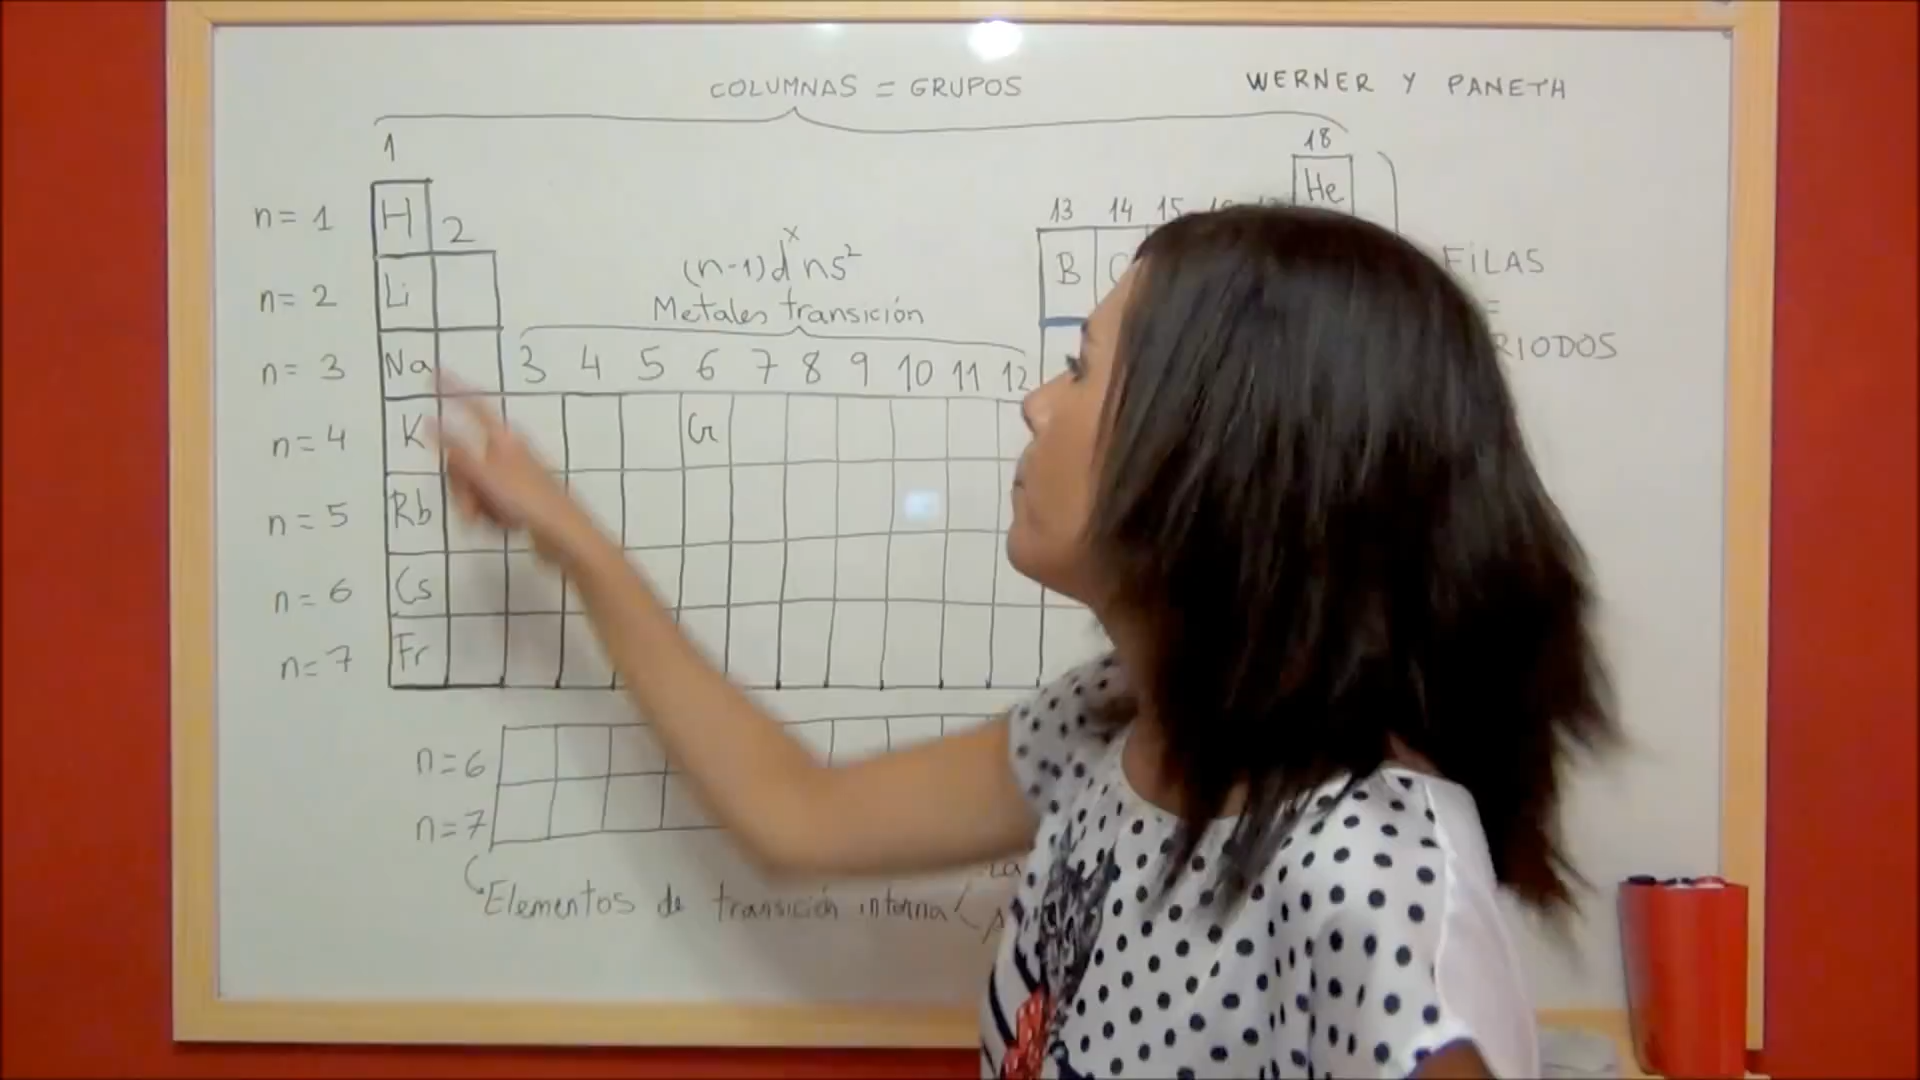 COLUMNAS = GRUPOS
WERNER Y PANETH
1
18
H
He
n= 1
2
13 14 15
(n-1)dˣns²
Metales transición
n= 2
Li
B
FILAS
=
n= 3
Na
3 4 5 6 7 8 9 10 11 12
n= 4
K
Cr
n= 5
Rb
n= 6
Cs
n= 7
Fr
n=6
n=7
Elementos de transición interna